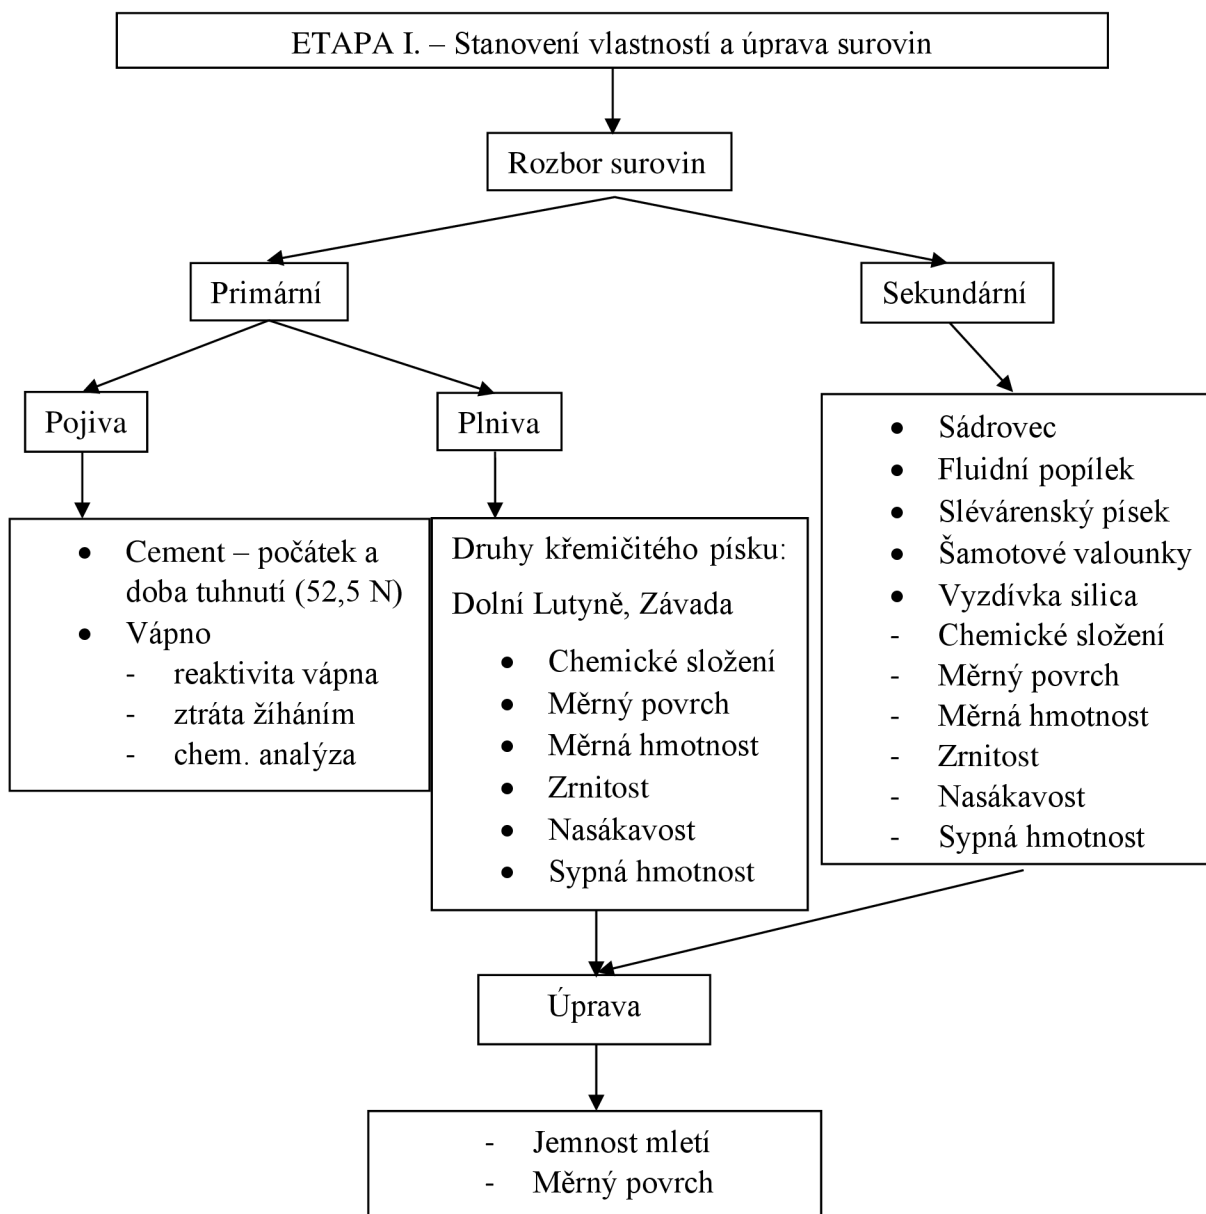 ETAPA I. – Stanovení vlastností a úprava surovin
Rozbor surovin
Primární
Sekundární
Pojiva
Plniva
• Cement – počátek a
doba tuhnutí (52,5 N)
• Vápno
- reaktivita vápna
- ztráta žíháním
- chem. analýza
Druhy křemičitého písku:
Dolní Lutyně, Závada
• Chemické složení
• Měrný povrch
• Měrná hmotnost
• Zrnitost
• Nasákavost
• Sypná hmotnost
• Sádrovec
• Fluidní popílek
• Slévárenský písek
• Šamotové valounky
• Vyzdívka silica
- Chemické složení
- Měrný povrch
- Měrná hmotnost
- Zrnitost
- Nasákavost
- Sypná hmotnost
Úprava
- Jemnost mletí
- Měrný povrch